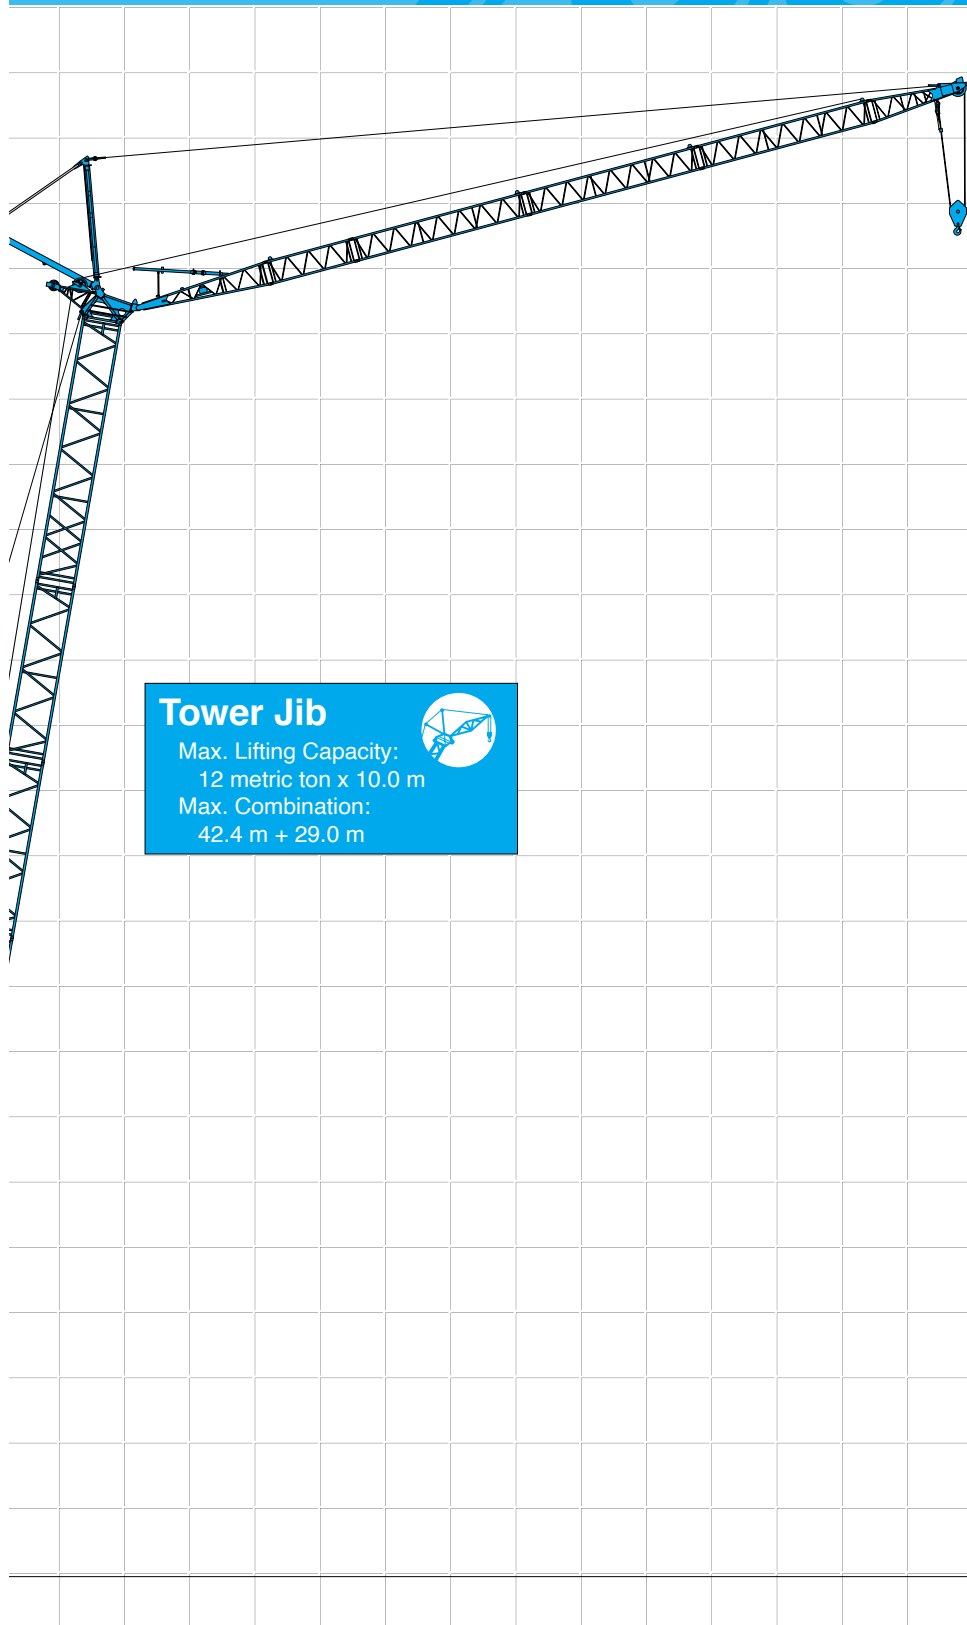 Tower Jib
Max. Lifting Capacity:
12 metric ton x 10.0 m
Max. Combination:
42.4 m + 29.0 m